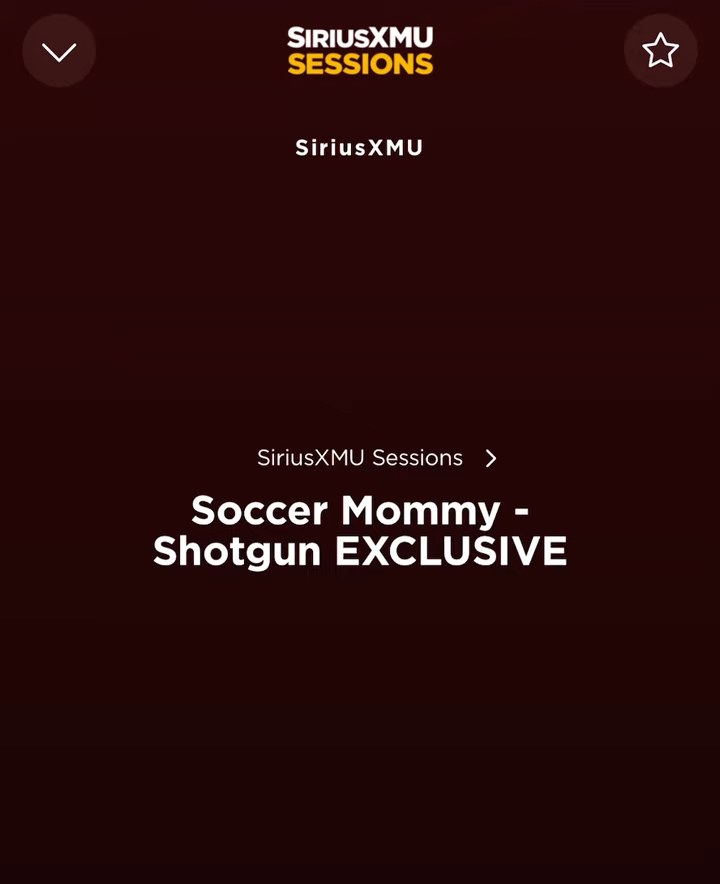 SIRIUSXMU
SESSIONS
SiriusXMU
SiriusXMU Sessions
Soccer Mommy -
Shotgun EXCLUSIVE